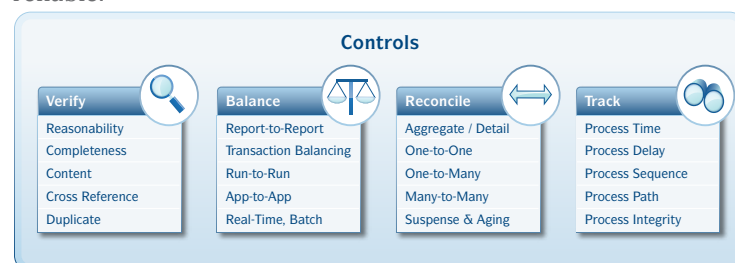 Controls
Verify
Reasonability
Completeness
Content
Cross Reference
Duplicate
Balance
Report-to-Report
Transaction Balancing
Run-to-Run
App-to-App
Real-Time, Batch
Reconcile
Aggregate / Detail
One-to-One
One-to-Many
Many-to-Many
Suspense & Aging
Track
Process Time
Process Delay
Process Sequence
Process Path
Process Integrity